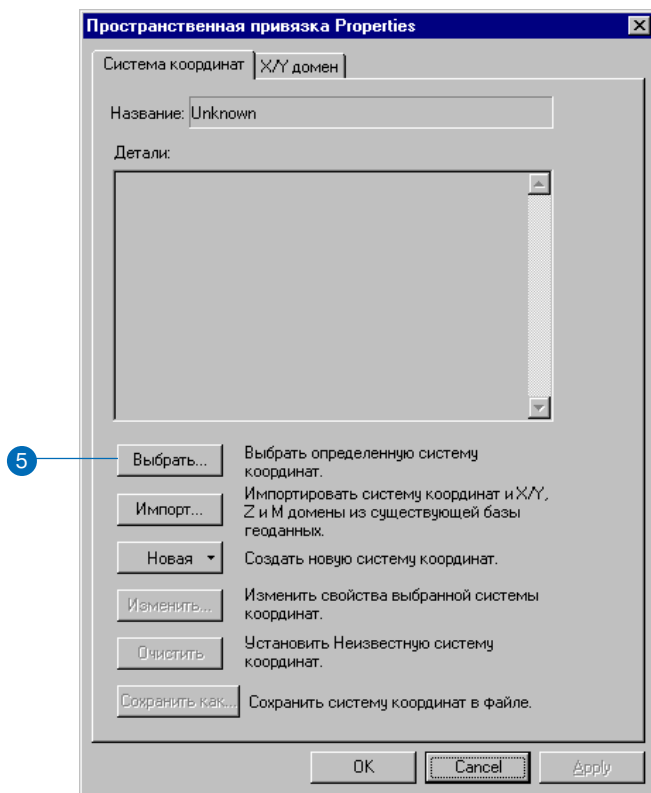 Пространственная привязка Properties
Система координат
X/Y домен
Название: Unknown
Детали:
5
Выбрать...
Выбрать определенную систему
координат.
Импорт...
Импортировать систему координат и X/Y,
Z и M домены из существующей базы
геоданных.
Новая
Создать новую систему координат.
Изменить...
Изменить свойства выбранной системы
координат.
Очистить
Установить Неизвестную систему
координат.
Сохранить как...
Сохранить систему координат в файле.
OK
Cancel
Apply